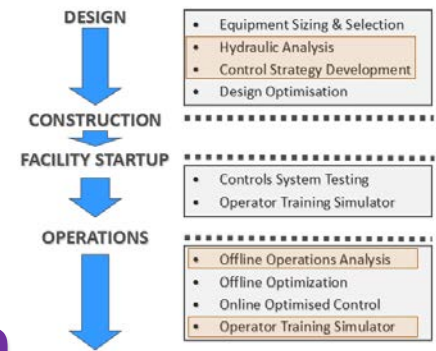 DESIGN
• Equipment Sizing & Selection
• Hydraulic Analysis
• Control Strategy Development
• Design Optimisation
CONSTRUCTION
FACILITY STARTUP
• Controls System Testing
• Operator Training Simulator
OPERATIONS
• Offline Operations Analysis
• Offline Optimization
• Online Optimised Control
• Operator Training Simulator